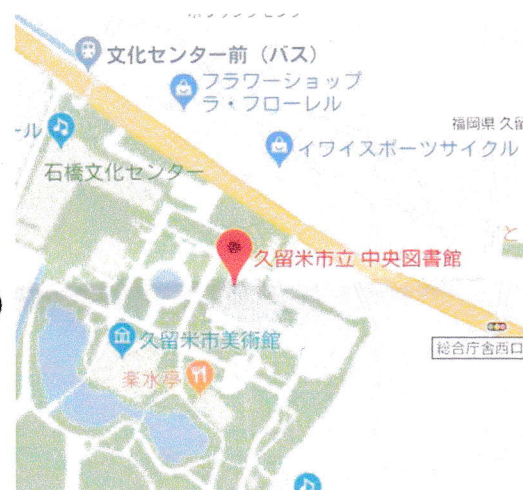 文化センター前（バス）
フラワーショップ
ラ・フローレル
福岡県 久留
ール
イワイスポーツサイクル
石橋文化センター
と
久留米市立 中央図書館
久留米市美術館
総合庁舎西口
楽水亭